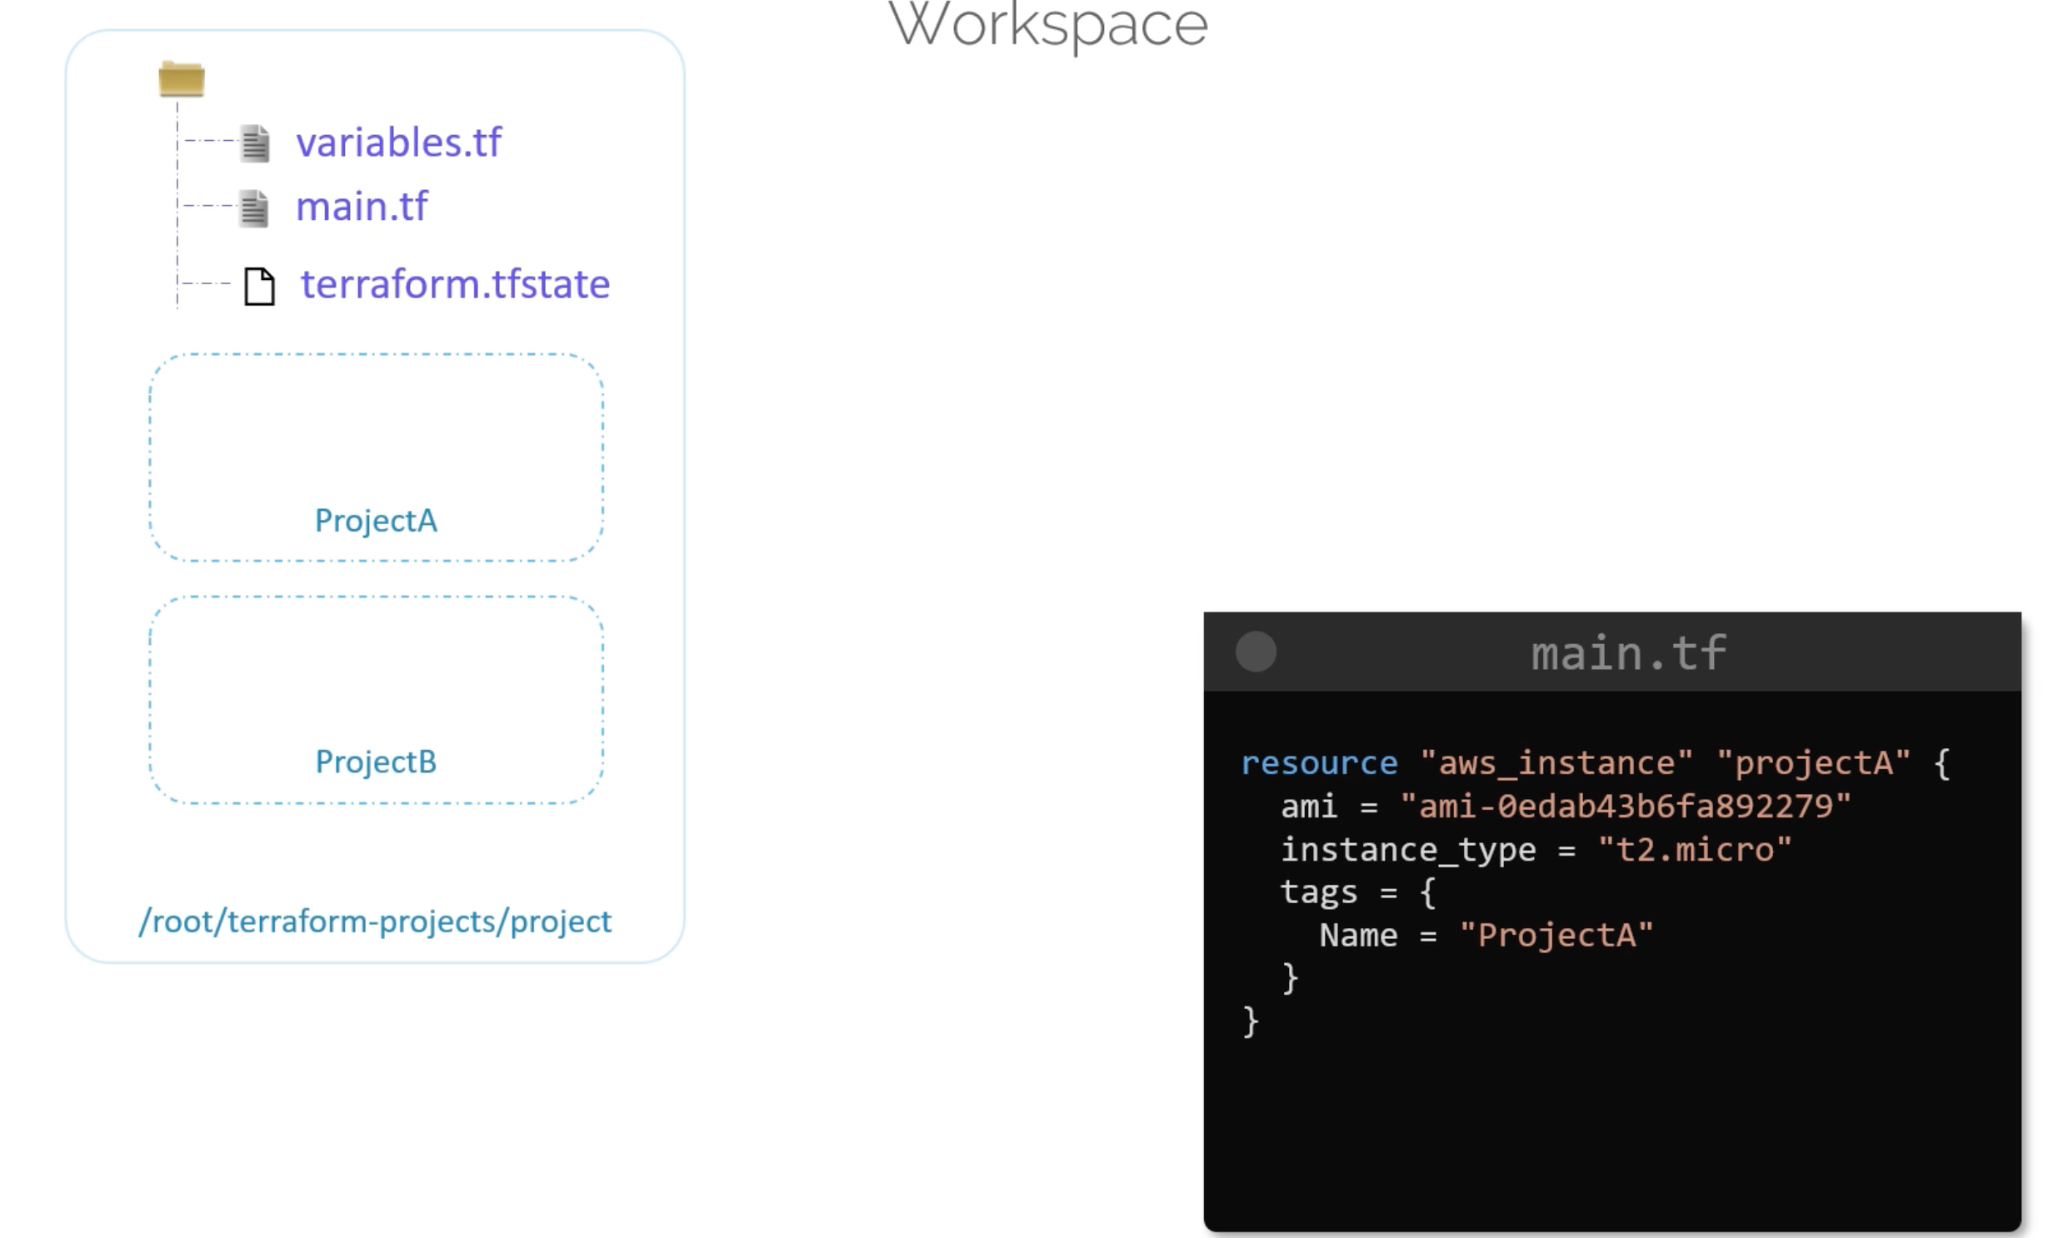 Workspace
variables.tf
main.tf
terraform.tfstate
ProjectA
ProjectB
/root/terraform-projects/project
main.tf
resource "aws_instance" "projectA" {
  ami = "ami-0edab43b6fa892279"
  instance_type = "t2.micro"
  tags = {
    Name = "ProjectA"
  }
}